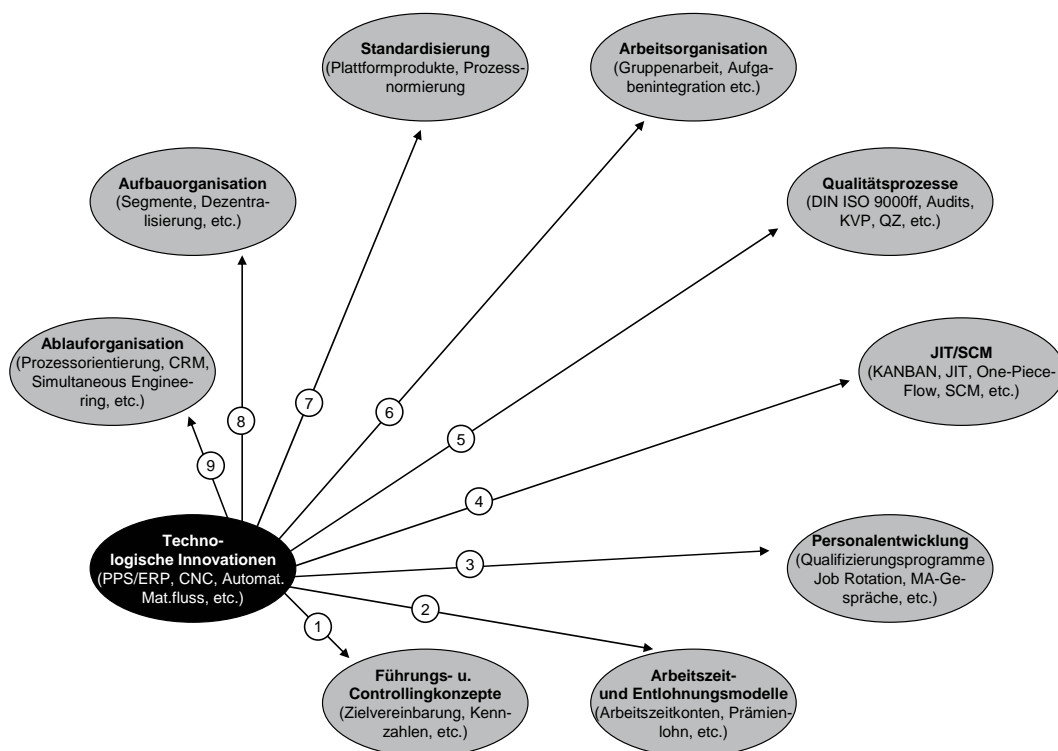 Standardisierung
(Plattformprodukte, Prozess-
normierung
Arbeitsorganisation
(Gruppenarbeit, Aufga-
benintegration etc.)
Aufbauorganisation
(Segmente, Dezentra-
lisierung, etc.)
Qualitätsprozesse
(DIN ISO 9000ff, Audits,
KVP, QZ, etc.)
Ablauforganisation
(Prozessorientierung, CRM,
Simultaneous Enginee-
ring, etc.)
JIT/SCM
(KANBAN, JIT, One-Piece-
Flow, SCM, etc.)
7
6
8
5
9
4
Techno-
logische Innovationen
(PPS/ERP, CNC, Automat.
Mat.fluss, etc.)
3
Personalentwicklung
(Qualifizierungsprogramme
Job Rotation, MA-Ge-
spräche, etc.)
2
1
Führungs- u.
Controllingkonzepte
(Zielvereinbarung, Kenn-
zahlen, etc.)
Arbeitszeit-
und Entlohnungsmodelle
(Arbeitszeitkonten, Prämien-
lohn, etc.)